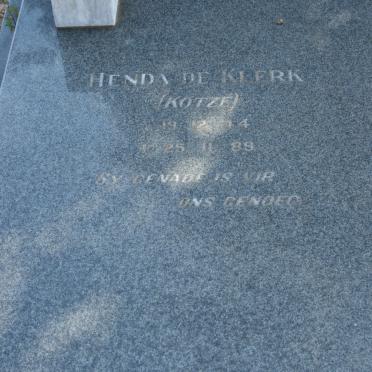 HENDA DE KLERK
(KOTZE)
25 11 89
SY GENADE IS VIR
ONS GENOEG